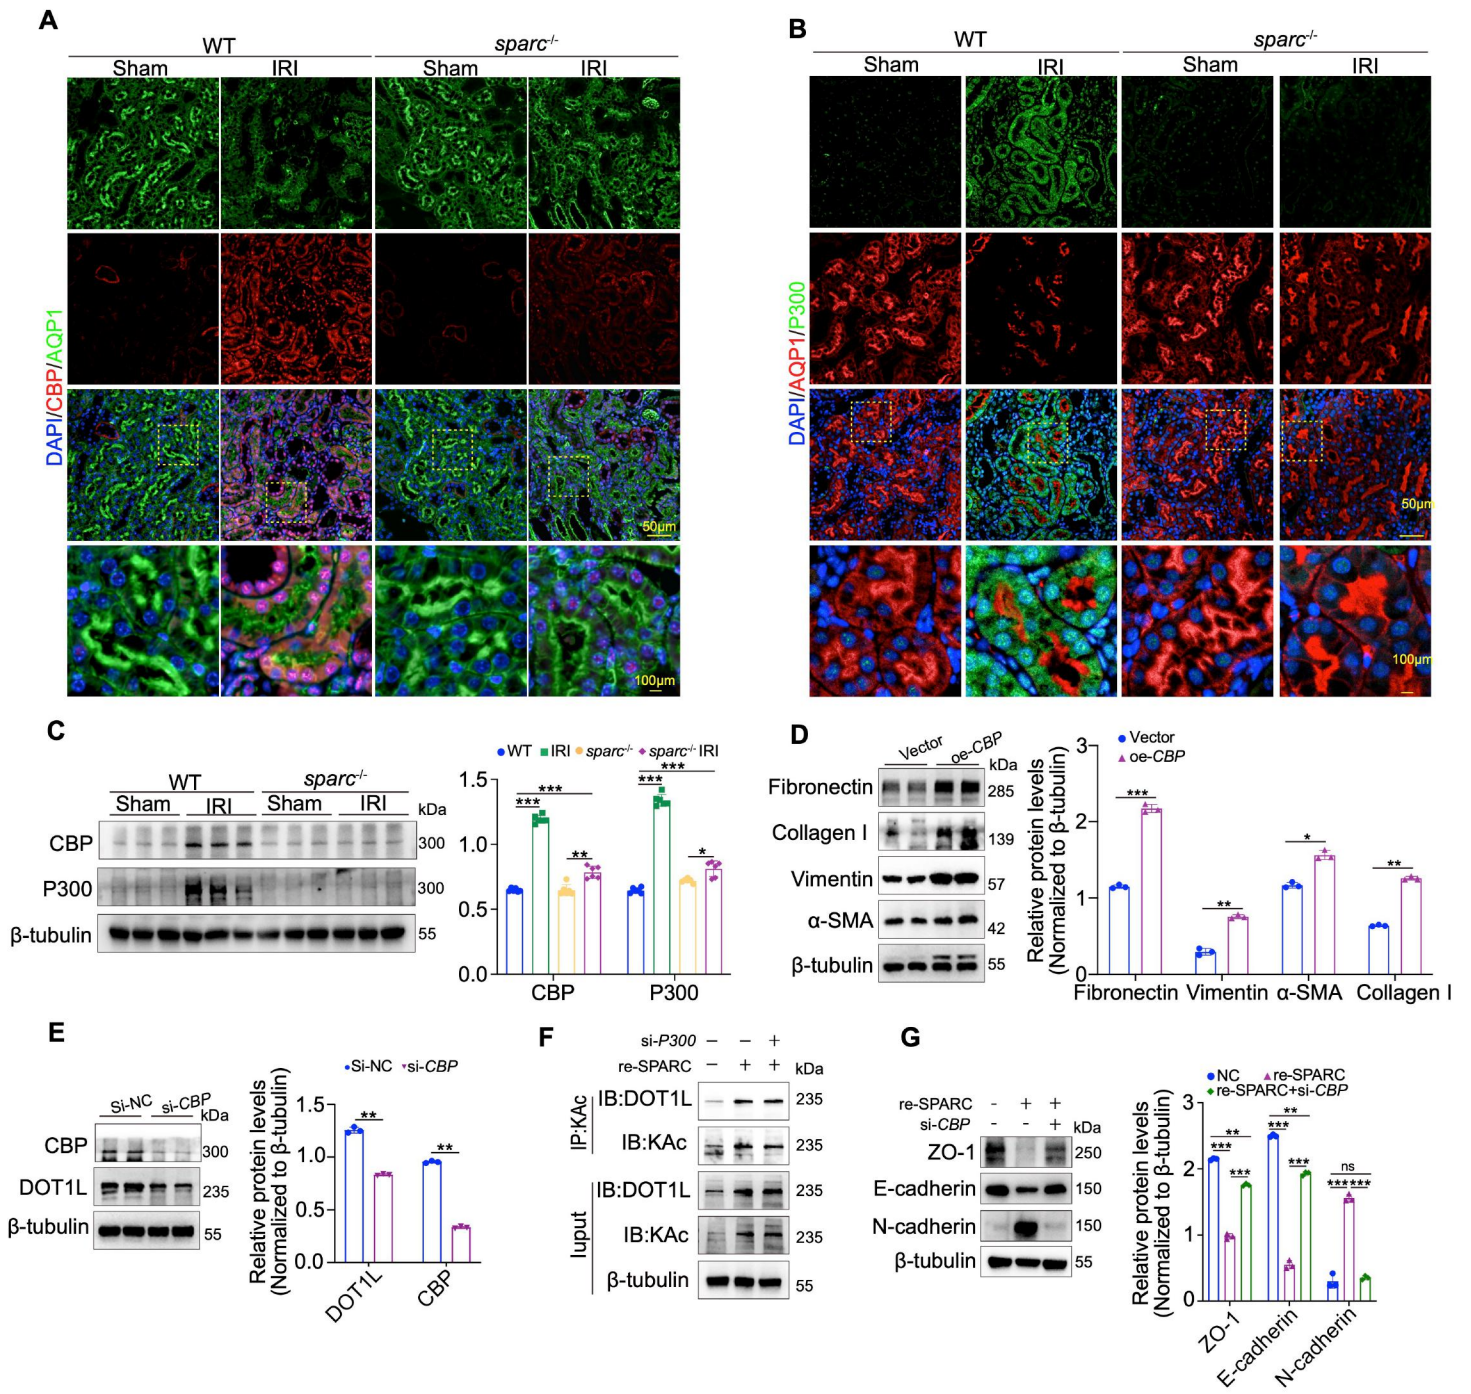 A
WT
sparc-/-
Sham
IRI
Sham
IRI
DAPI/CBP/AQP1
50μm
100μm
B
WT
sparc-/-
Sham
IRI
Sham
IRI
DAPI/AQP1/P300
50μm
100μm
C
WT
sparc-/-
Sham
IRI
Sham
IRI
kDa
CBP
300
P300
300
β-tubulin
55
WT
IRI
sparc-/-
sparc-/- IRI
1.5
1.0
0.5
0.0
***
***
**
***
***
*
CBP
P300
D
Vector
oe-CBP
kDa
Fibronectin
285
Collagen I
139
Vimentin
57
α-SMA
42
β-tubulin
55
Relative protein levels
(Normalized to β-tubulin)
Vector
oe-CBP
3
2
1
0
***
**
*
**
Fibronectin
Vimentin
α-SMA
Collagen I
E
Si-NC
si-CBP
kDa
CBP
300
DOT1L
235
β-tubulin
55
Relative protein levels
(Normalized to β-tubulin)
Si-NC
si-CBP
1.5
1.0
0.5
0.0
**
**
DOT1L
CBP
F
si-P300
– – +
re-SPARC
– + +
kDa
IP:KAc
IB:DOT1L
235
IB:KAc
235
Iuput
IB:DOT1L
235
IB:KAc
235
β-tubulin
55
G
re-SPARC
- + +
si-CBP
- - +
kDa
ZO-1
250
E-cadherin
150
N-cadherin
150
β-tubulin
55
Relative protein levels
(Normalized to β-tubulin)
NC
re-SPARC
re-SPARC+si-CBP
3
2
1
0
**
***
***
**
***
***
ns
***
***
ZO-1
E-cadherin
N-cadherin